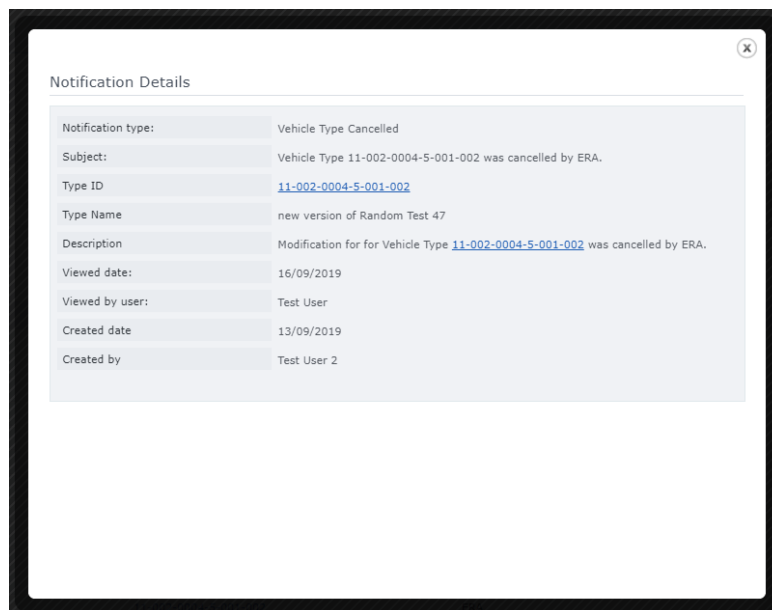 X
Notification Details
Notification type: Vehicle Type Cancelled
Subject: Vehicle Type 11-002-0004-5-001-002 was cancelled by ERA.
Type ID 11-002-0004-5-001-002
Type Name new version of Random Test 47
Description Modification for for Vehicle Type 11-002-0004-5-001-002 was cancelled by ERA.
Viewed date: 16/09/2019
Viewed by user: Test User
Created date 13/09/2019
Created by Test User 2